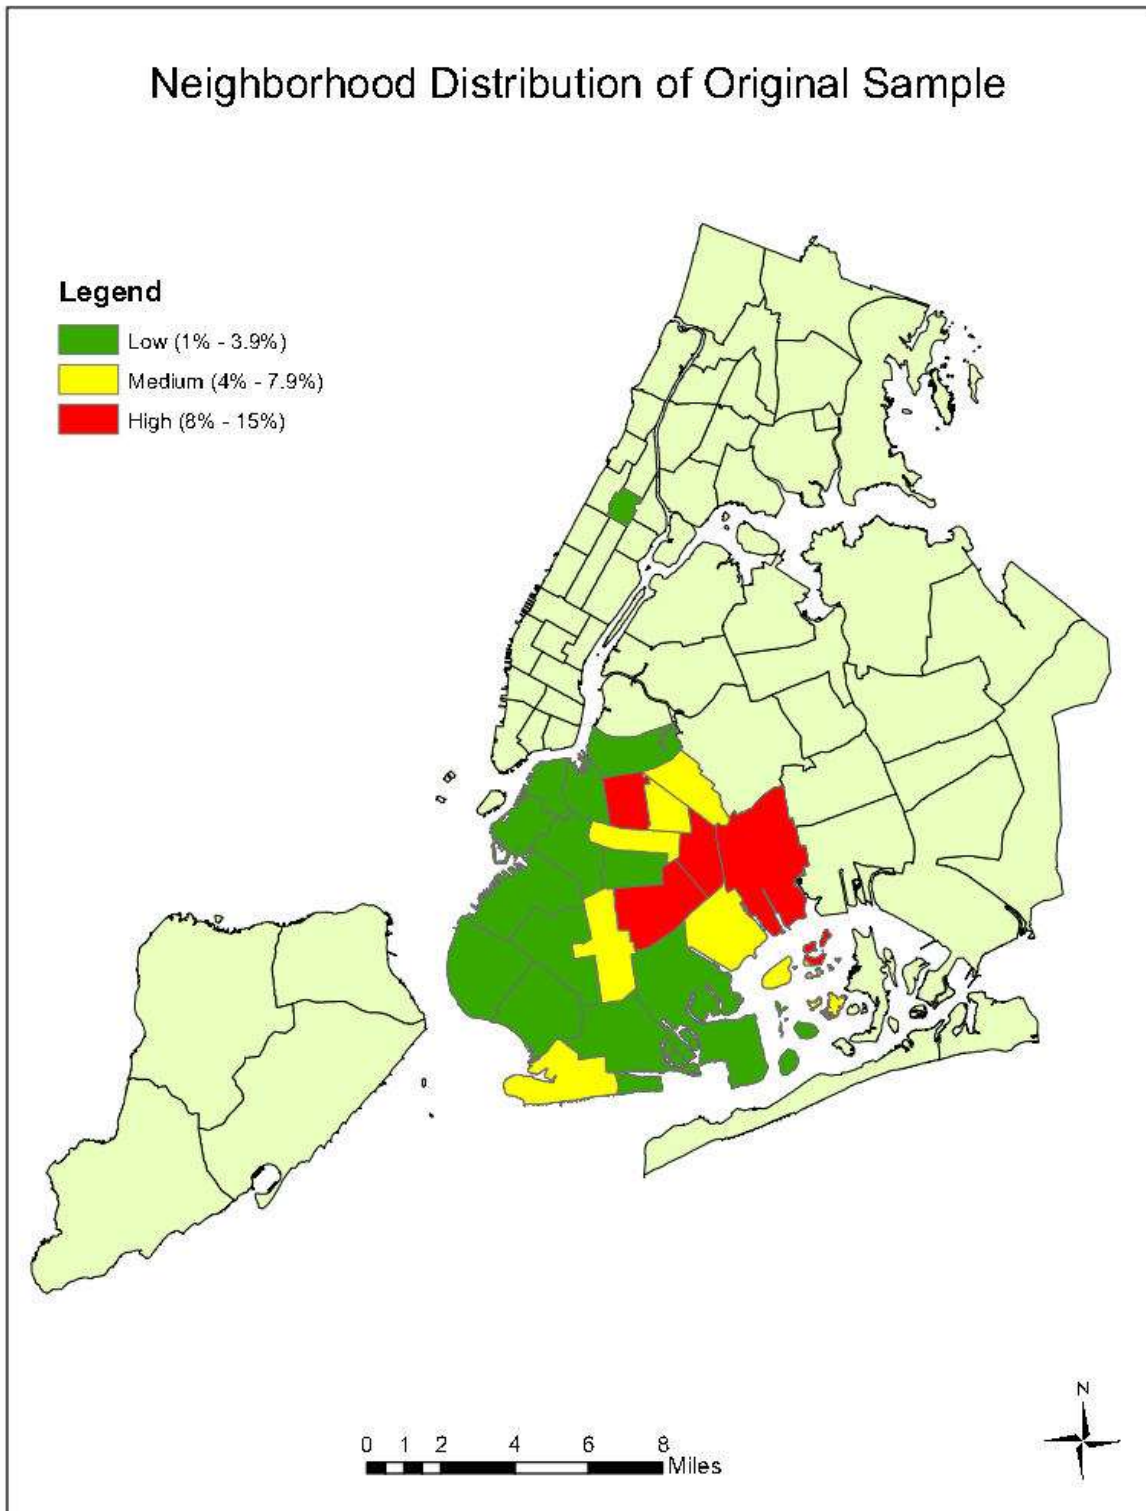 Neighborhood Distribution of Original Sample
Legend
Low (1% - 3.9%)
Medium (4% - 7.9%)
High (8% - 15%)
N
0 1 2 4 6 8
Miles